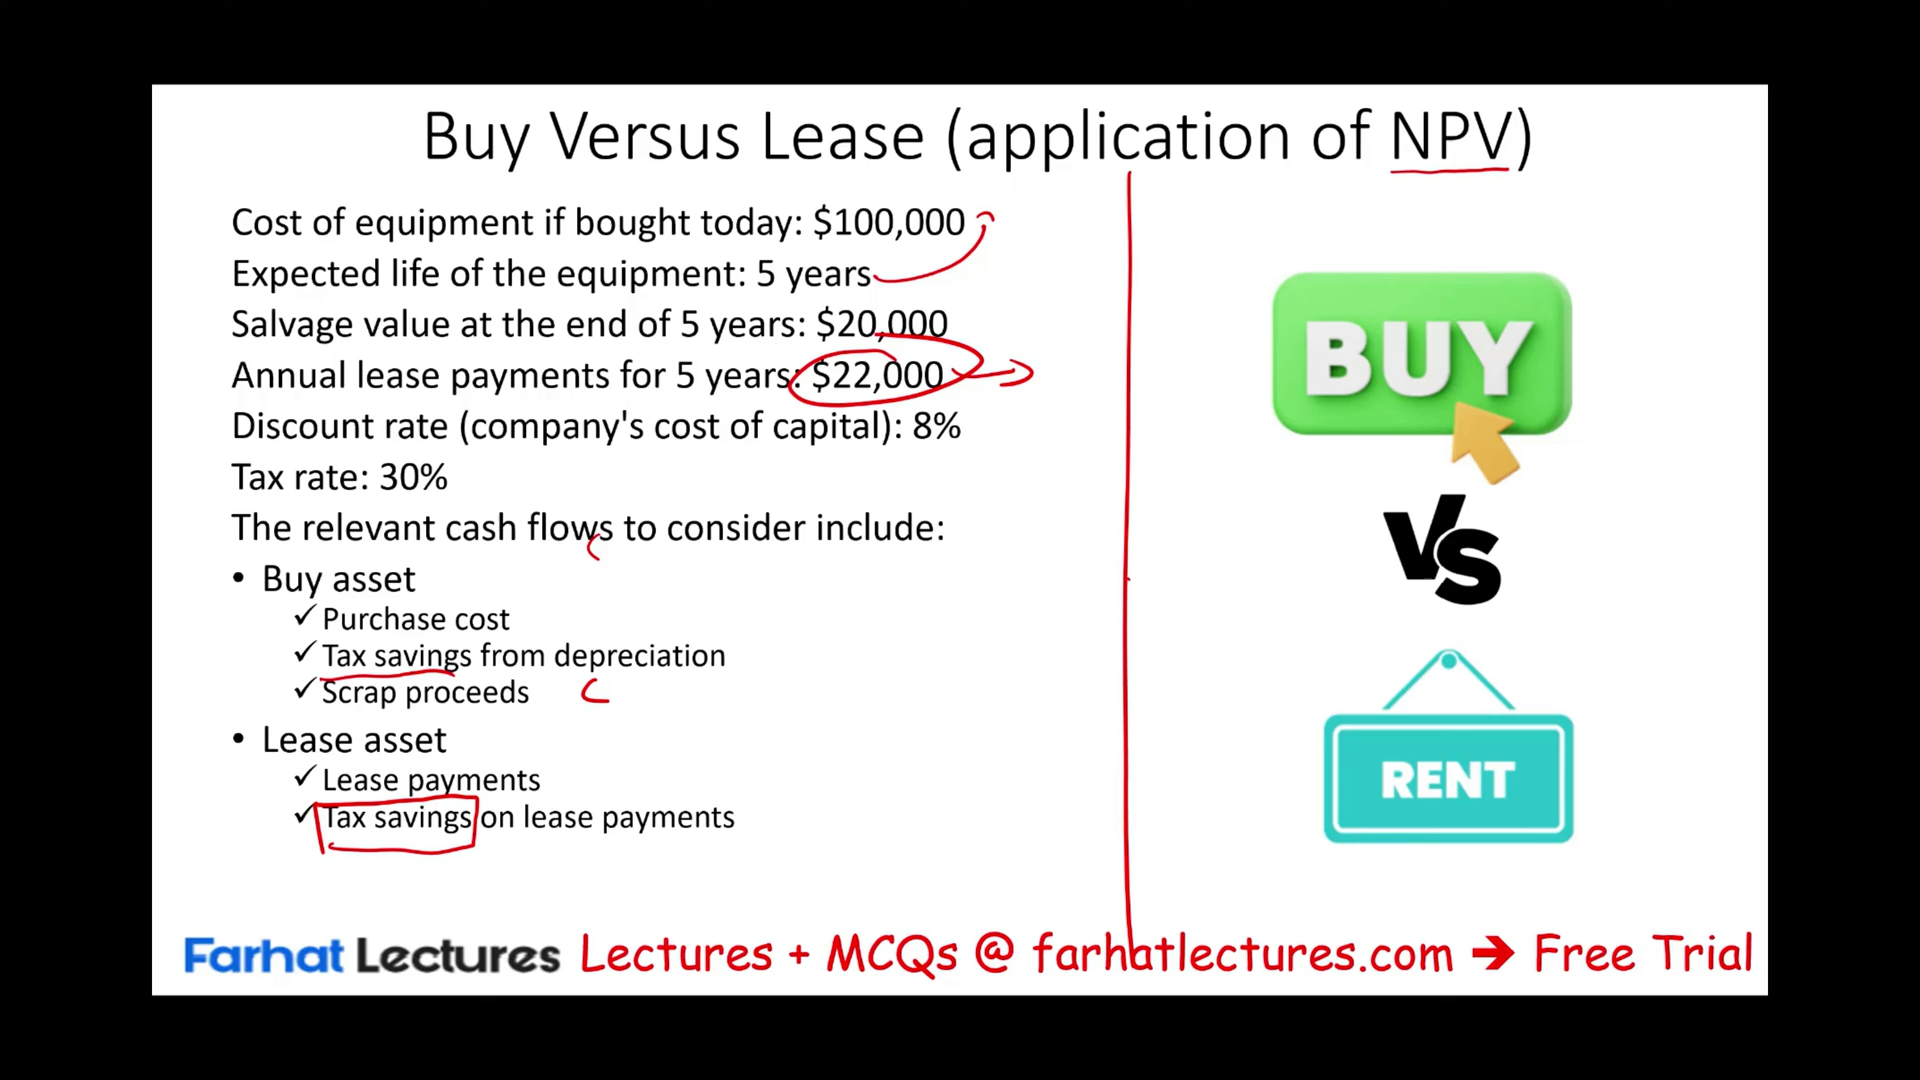 Buy Versus Lease (application of NPV)
Cost of equipment if bought today: $100,000
Expected life of the equipment: 5 years
Salvage value at the end of 5 years: $20,000
Annual lease payments for 5 years: $22,000
Discount rate (company's cost of capital): 8%
Tax rate: 30%
The relevant cash flows to consider include:
• Buy asset
✓ Purchase cost
✓ Tax savings from depreciation
✓ Scrap proceeds
• Lease asset
✓ Lease payments
✓ Tax savings on lease payments
BUY
VS
RENT
Farhat Lectures Lectures + MCQs @ farhatlectures.com ➔ Free Trial